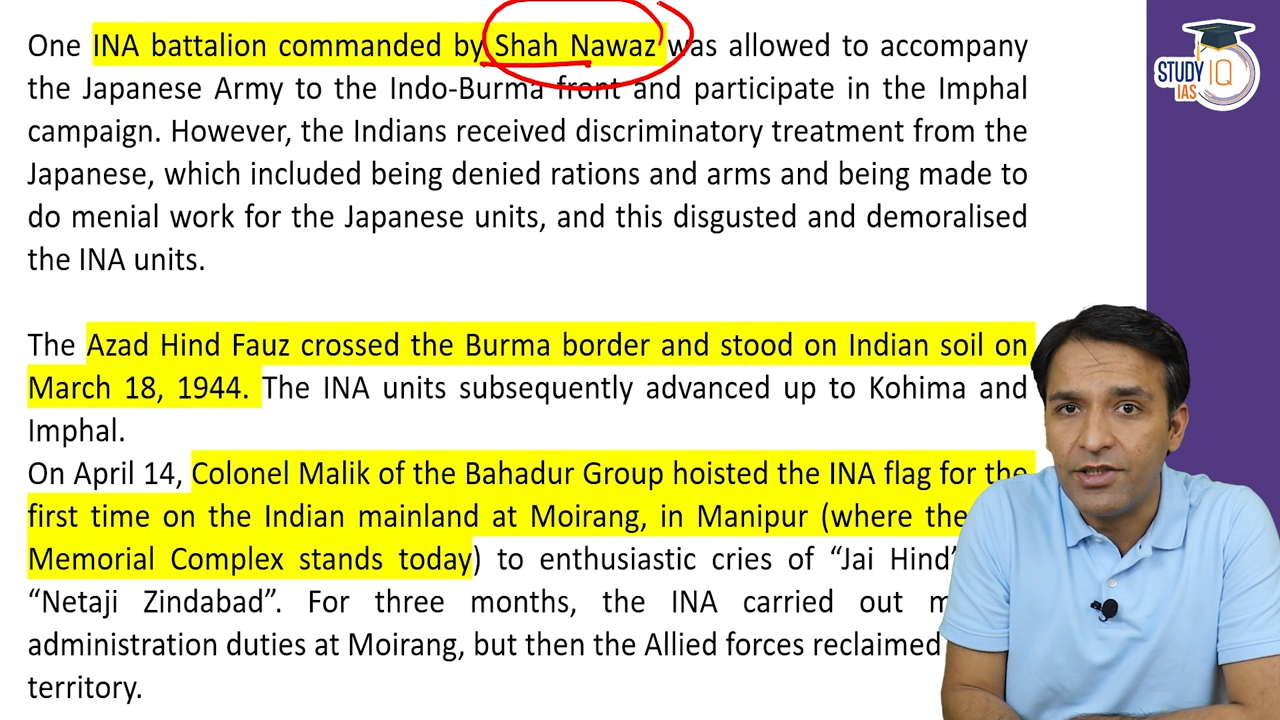 One INA battalion commanded by Shah Nawaz was allowed to accompany
the Japanese Army to the Indo-Burma front and participate in the Imphal
campaign. However, the Indians received discriminatory treatment from the
Japanese, which included being denied rations and arms and being made to
do menial work for the Japanese units, and this disgusted and demoralised
the INA units.
The Azad Hind Fauz crossed the Burma border and stood on Indian soil on
March 18, 1944. The INA units subsequently advanced up to Kohima and
Imphal.
On April 14, Colonel Malik of the Bahadur Group hoisted the INA flag for the
first time on the Indian mainland at Moirang, in Manipur (where the
Memorial Complex stands today) to enthusiastic cries of “Jai Hind”
“Netaji Zindabad”. For three months, the INA carried out
administration duties at Moirang, but then the Allied forces reclaimed
territory.
STUDY IQ
IAS